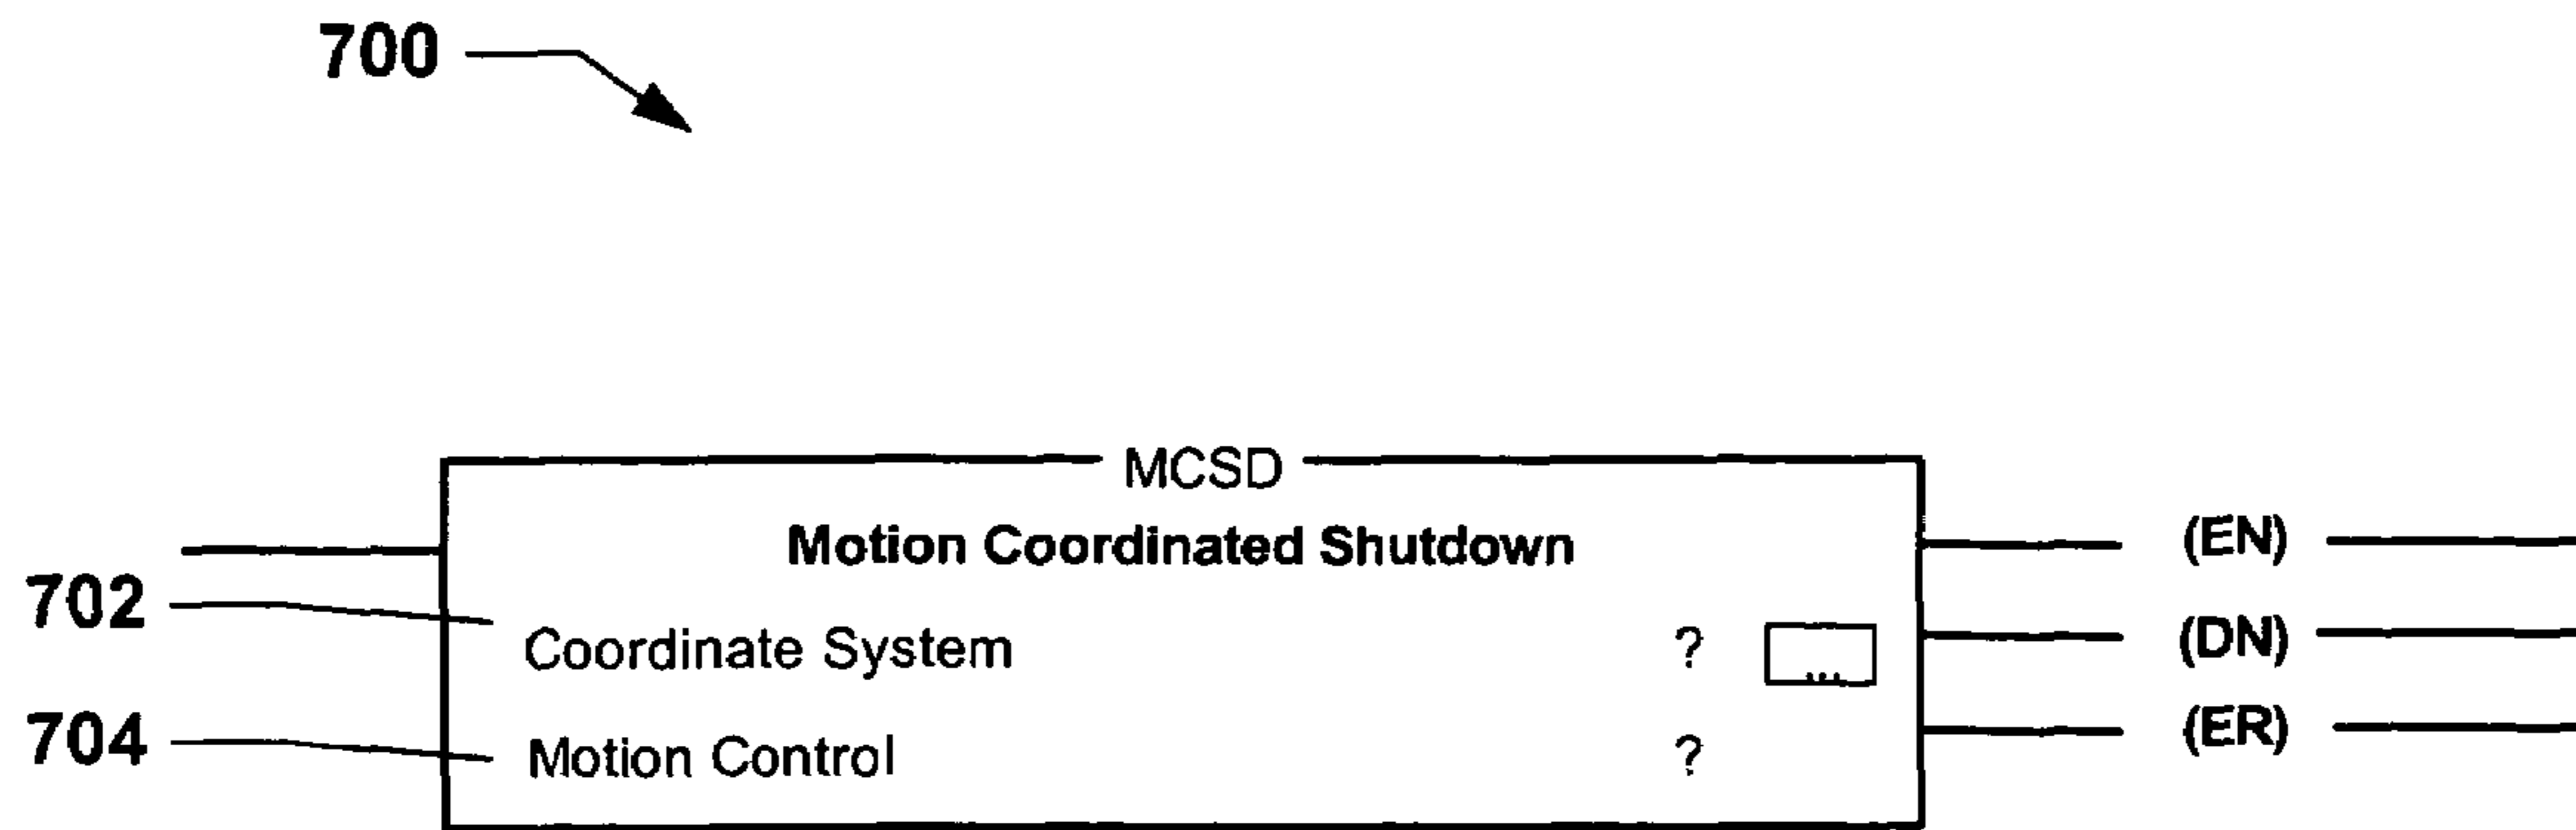 700
MCSD
Motion Coordinated Shutdown (EN)
702
Coordinate System ? ... (DN)
704 Motion Control ? (ER)